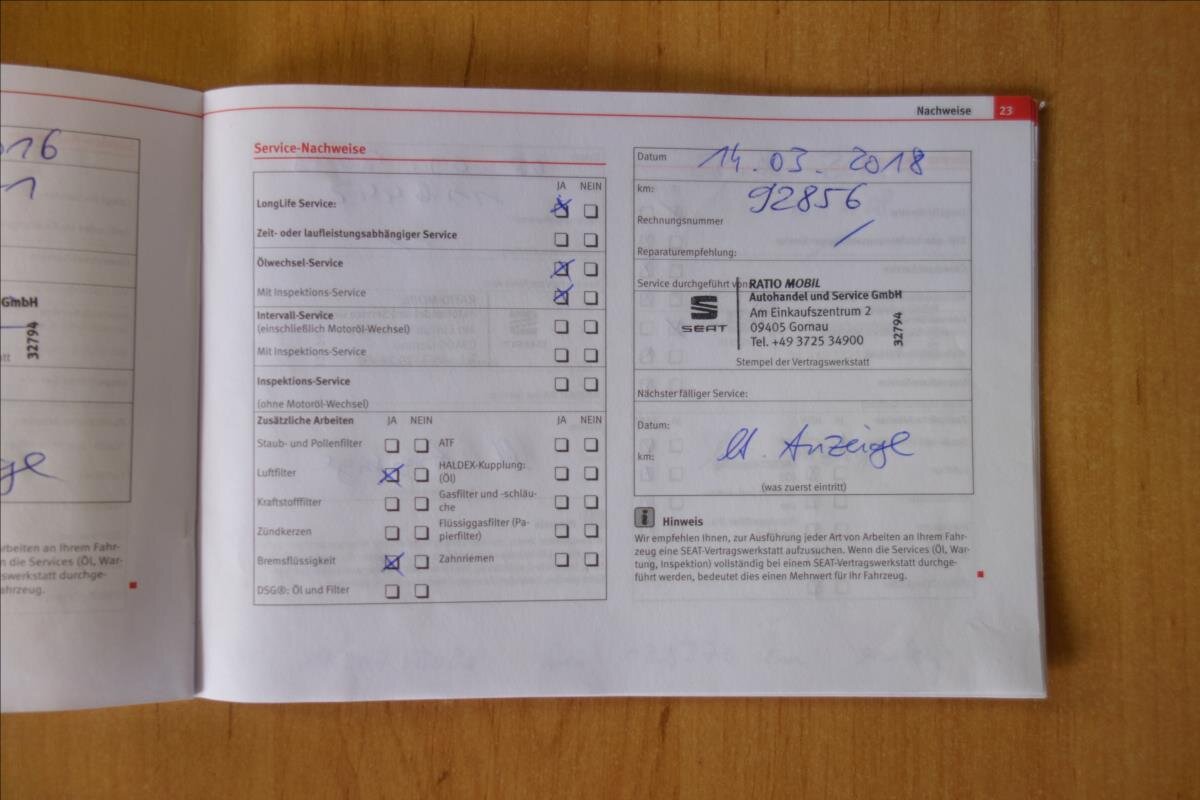 016
1
GmbH
32794
att
ge
Arbeiten an Ihrem Fahr-
n die Services (Öl, War-
swerkstatt durchge-
ahrzeug.
Nachweise 23
Service-Nachweise
JA NEIN
LongLife Service:
Zeit- oder laufleistungsabhängiger Service
Ölwechsel-Service
Mit Inspektions-Service
Intervall-Service
(einschließlich Motoröl-Wechsel)
Mit Inspektions-Service
Inspektions-Service
(ohne Motoröl-Wechsel)
Zusätzliche Arbeiten JA NEIN JA NEIN
Staub- und Pollenfilter ATF
Luftfilter HALDEX-Kupplung:
(Öl)
Kraftstofffilter Gasfilter und -schläu-
che
Zündkerzen Flüssiggasfilter (Pa-
pierfilter)
Bremsflüssigkeit Zahnriemen
DSG®: Öl und Filter
Datum 14.03.2018
km: 92856
Rechnungsnummer /
Reparaturempfehlung:
Service durchgeführt von
SEAT
RATIO MOBIL
Autohandel und Service GmbH
Am Einkaufszentrum 2
09405 Gornau
Tel. +49 3725 34900
32794
Stempel der Vertragswerkstatt
Nächster fälliger Service:
Datum:
km: lt. Anzeige
(was zuerst eintritt)
i Hinweis
Wir empfehlen Ihnen, zur Ausführung jeder Art von Arbeiten an Ihrem Fahr-
zeug eine SEAT-Vertragswerkstatt aufzusuchen. Wenn die Services (Öl, War-
tung, Inspektion) vollständig bei einem SEAT-Vertragswerkstatt durchge-
führt werden, bedeutet dies einen Mehrwert für Ihr Fahrzeug.